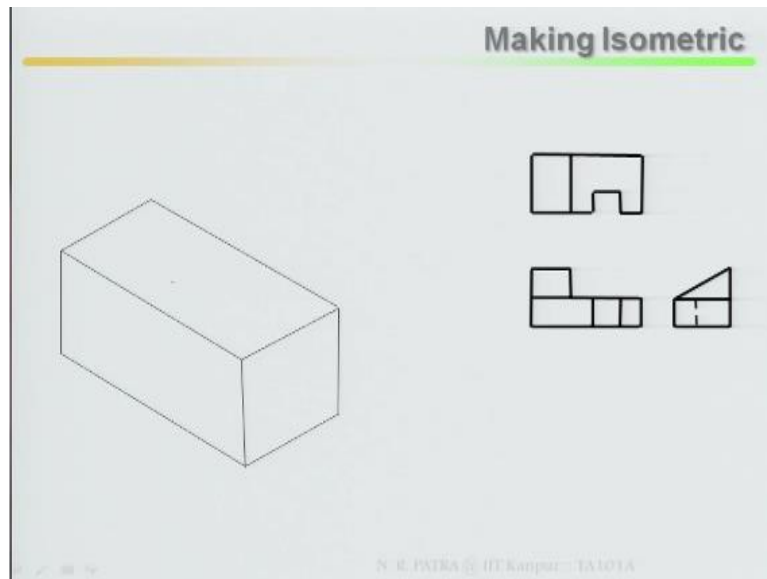 Making Isometric
N. R. PATRA @ IIT Kanpur : TA101A